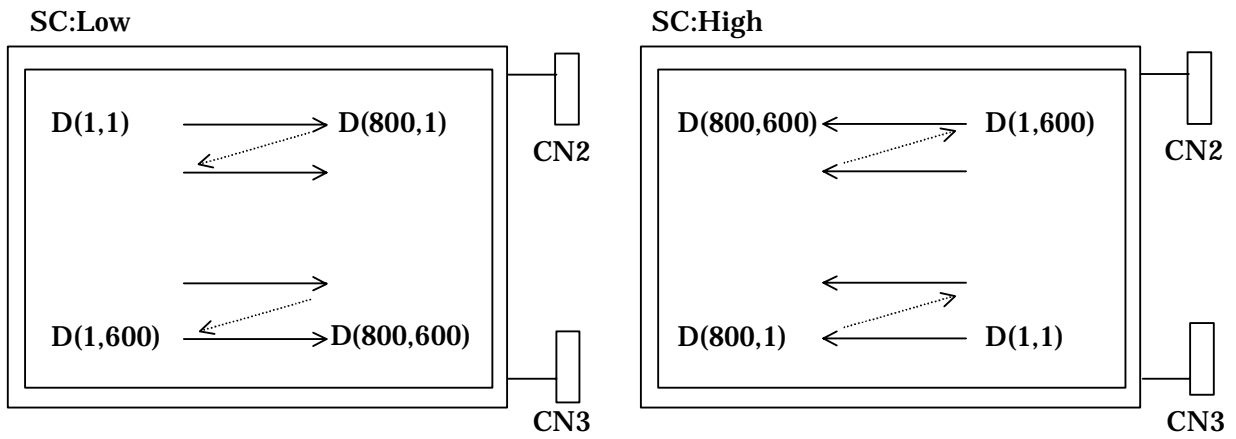 SC:Low
D(1,1)
D(800,1)
D(1,600)
D(800,600)
CN2
CN3
SC:High
D(800,600)
D(1,600)
D(800,1)
D(1,1)
CN2
CN3